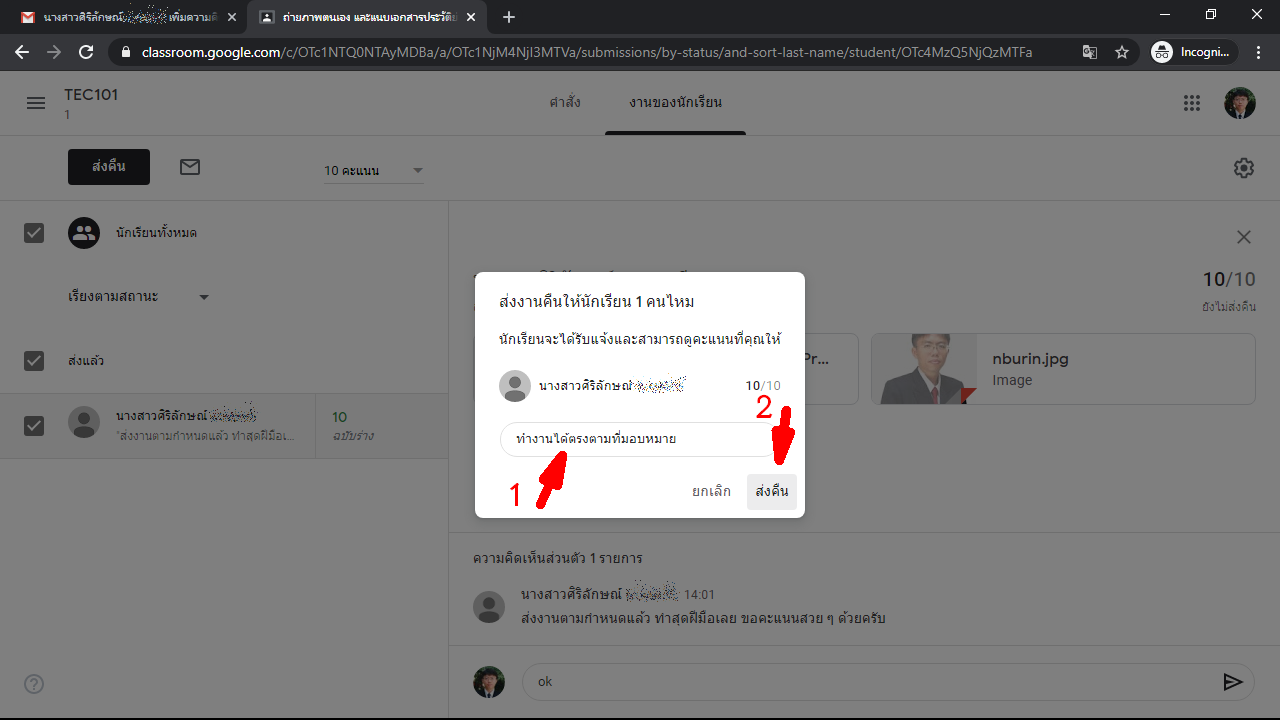 นางสาวศิริลักษณ์ เพิ่มความคิ
ถ่ายภาพตนเอง และแนบเอกสารประวัติย่
classroom.google.com/c/OTc1NTQ0NTAyMDBa/a/OTc1NjM4NjI3MTVa/submissions/by-status/and-sort-last-name/student/OTc4MzQ5NjQzMTFa
Incogni...
TEC101
1
คำสั่ง
งานของนักเรียน
ส่งคืน
10 คะแนน
นักเรียนทั้งหมด
เรียงตามสถานะ
10/10
ยังไม่ส่งคืน
ส่งแล้ว
Pr...
nburin.jpg
Image
นางสาวศิริลักษณ์
10
"ส่งงานตามกำหนดแล้ว ทำสุดฝีมือเ...
ฉบับร่าง
ส่งงานคืนให้นักเรียน 1 คนไหม
นักเรียนจะได้รับแจ้งและสามารถดูคะแนนที่คุณให้
นางสาวศิริลักษณ์
10/10
2
ทำงานได้ตรงตามที่มอบหมาย
1
ยกเลิก
ส่งคืน
ความคิดเห็นส่วนตัว 1 รายการ
นางสาวศิริลักษณ์ 14:01
ส่งงานตามกำหนดแล้ว ทำสุดฝีมือเลย ขอคะแนนสวย ๆ ด้วยครับ
ok